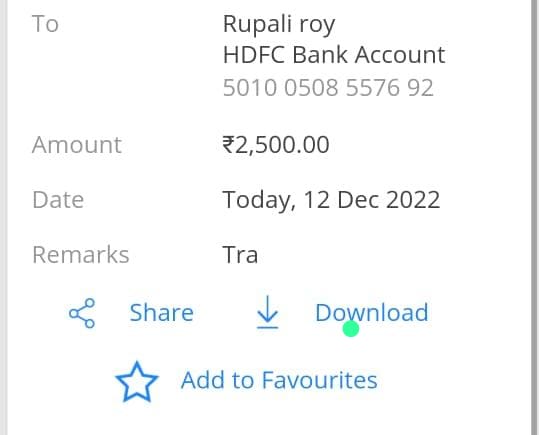 To Rupali roy
HDFC Bank Account
5010 0508 5576 92
Amount ₹2,500.00
Date Today, 12 Dec 2022
Remarks Tra
Share Download
Add to Favourites